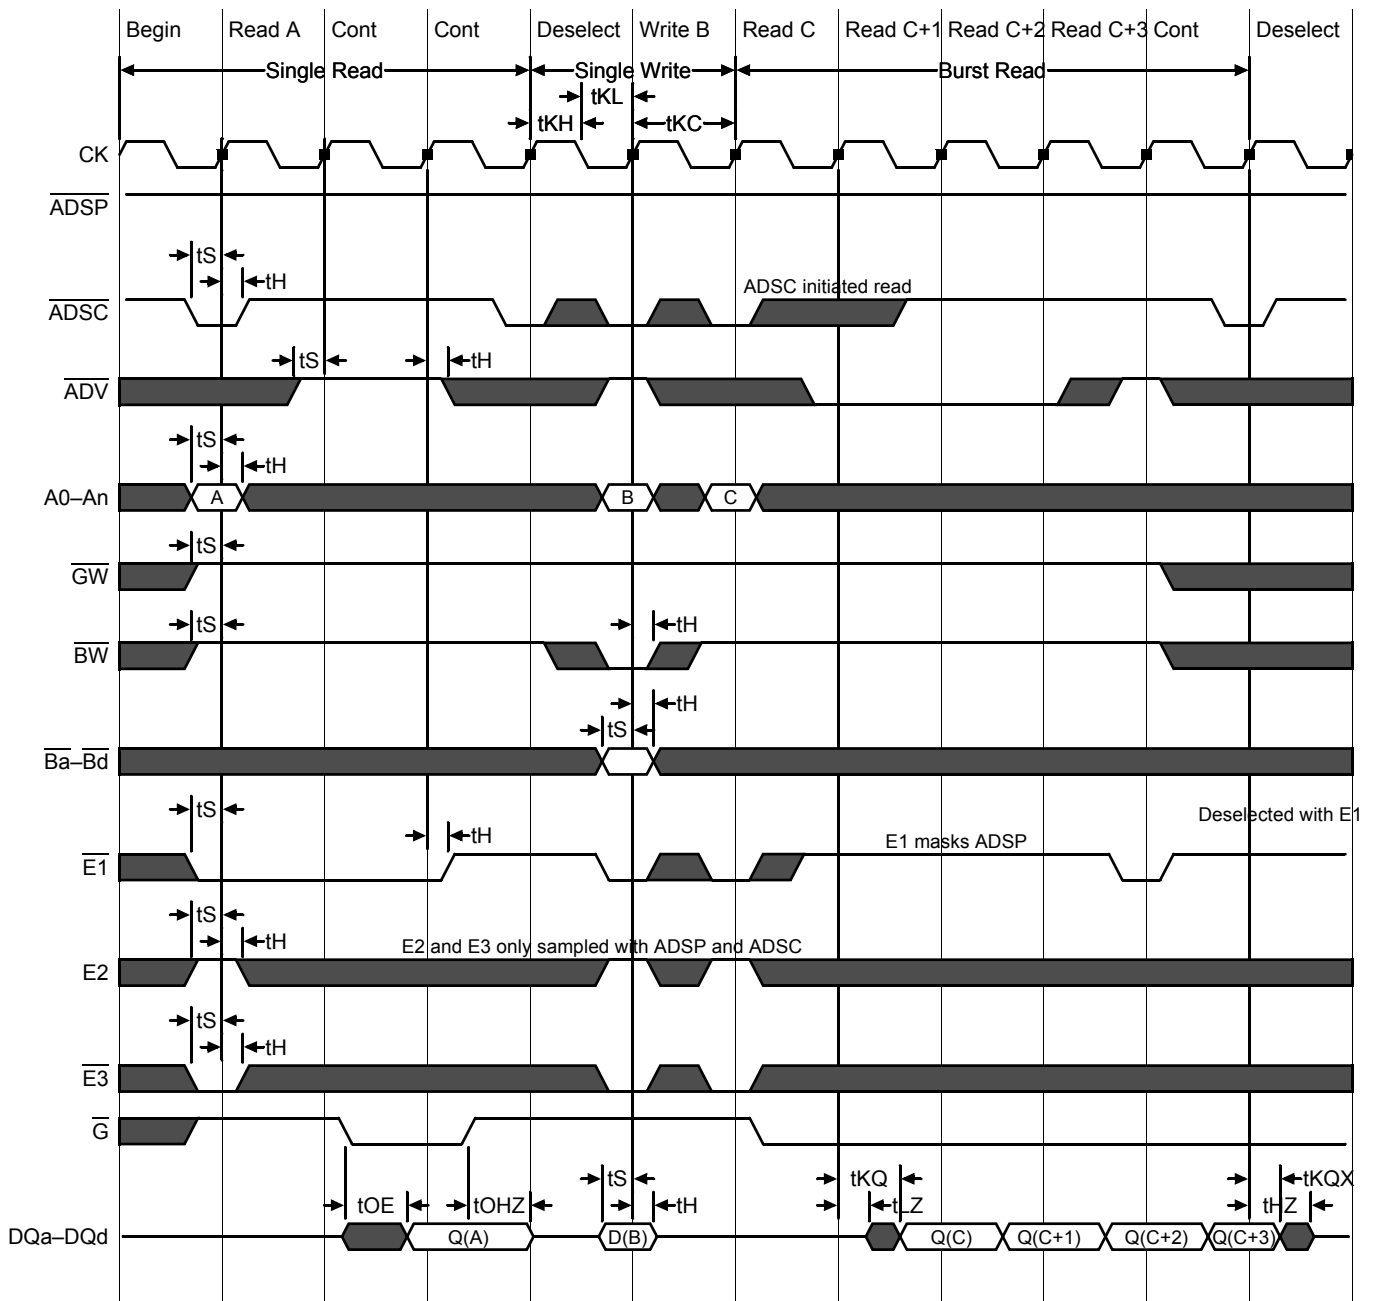 Begin Read A Cont Cont Deselect Write B Read C Read C+1 Read C+2 Read C+3 Cont Deselect
Single Read Single Write Burst Read
tKL
tKH tKC
CK
ADSP
tS
tH
ADSC initiated read
ADSC
tS tH
ADV
tS
tH
A0–An A B C
tS
GW
tS tH
BW
tH
tS
Ba–Bd
tS
Deselected with E1
tH
E1 masks ADSP
E1
tS
tH
E2 and E3 only sampled with ADSP and ADSC
E2
tS
tH
E3
G
tS tKQ tKQX
tOE tOHZ tH tLZ tHZ
DQa–DQd Q(A) D(B) Q(C) Q(C+1) Q(C+2) Q(C+3)